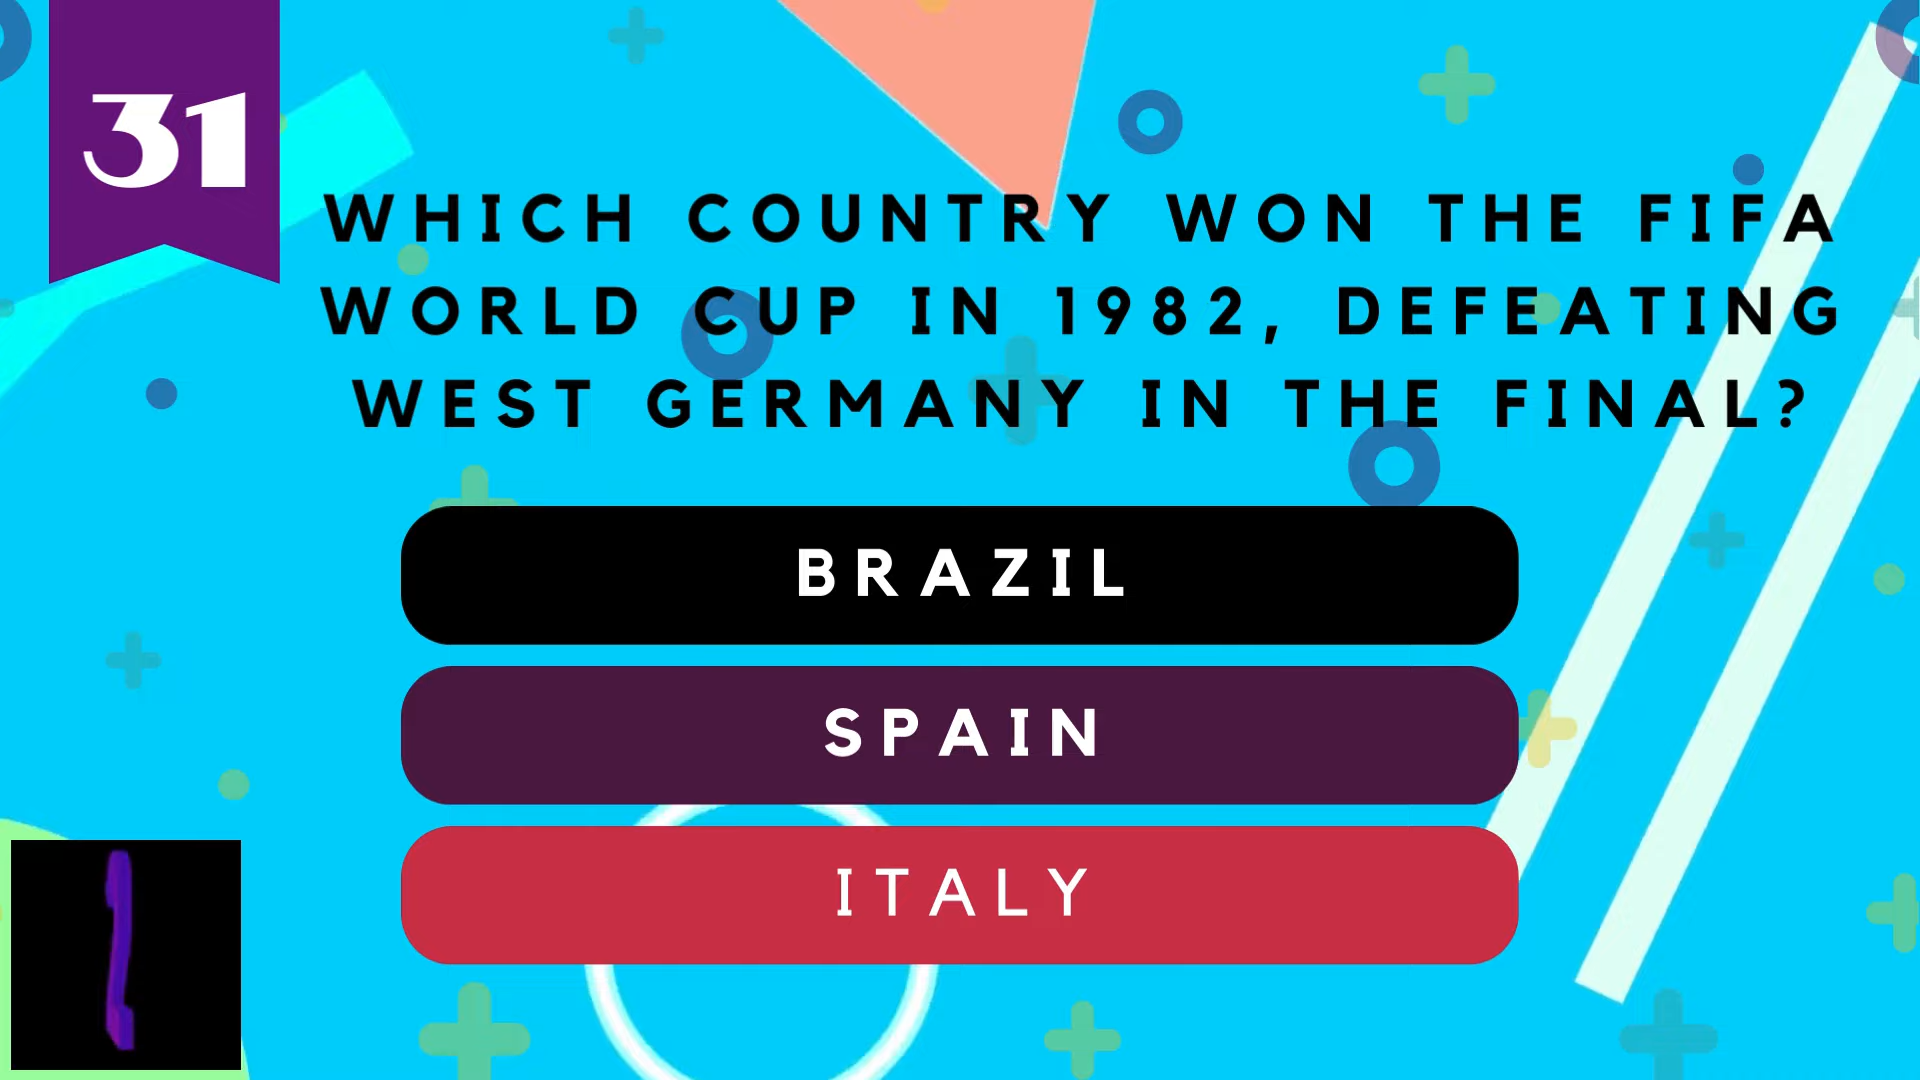 31
WHICH COUNTRY WON THE FIFA
WORLD CUP IN 1982, DEFEATING
WEST GERMANY IN THE FINAL?
BRAZIL
SPAIN
ITALY